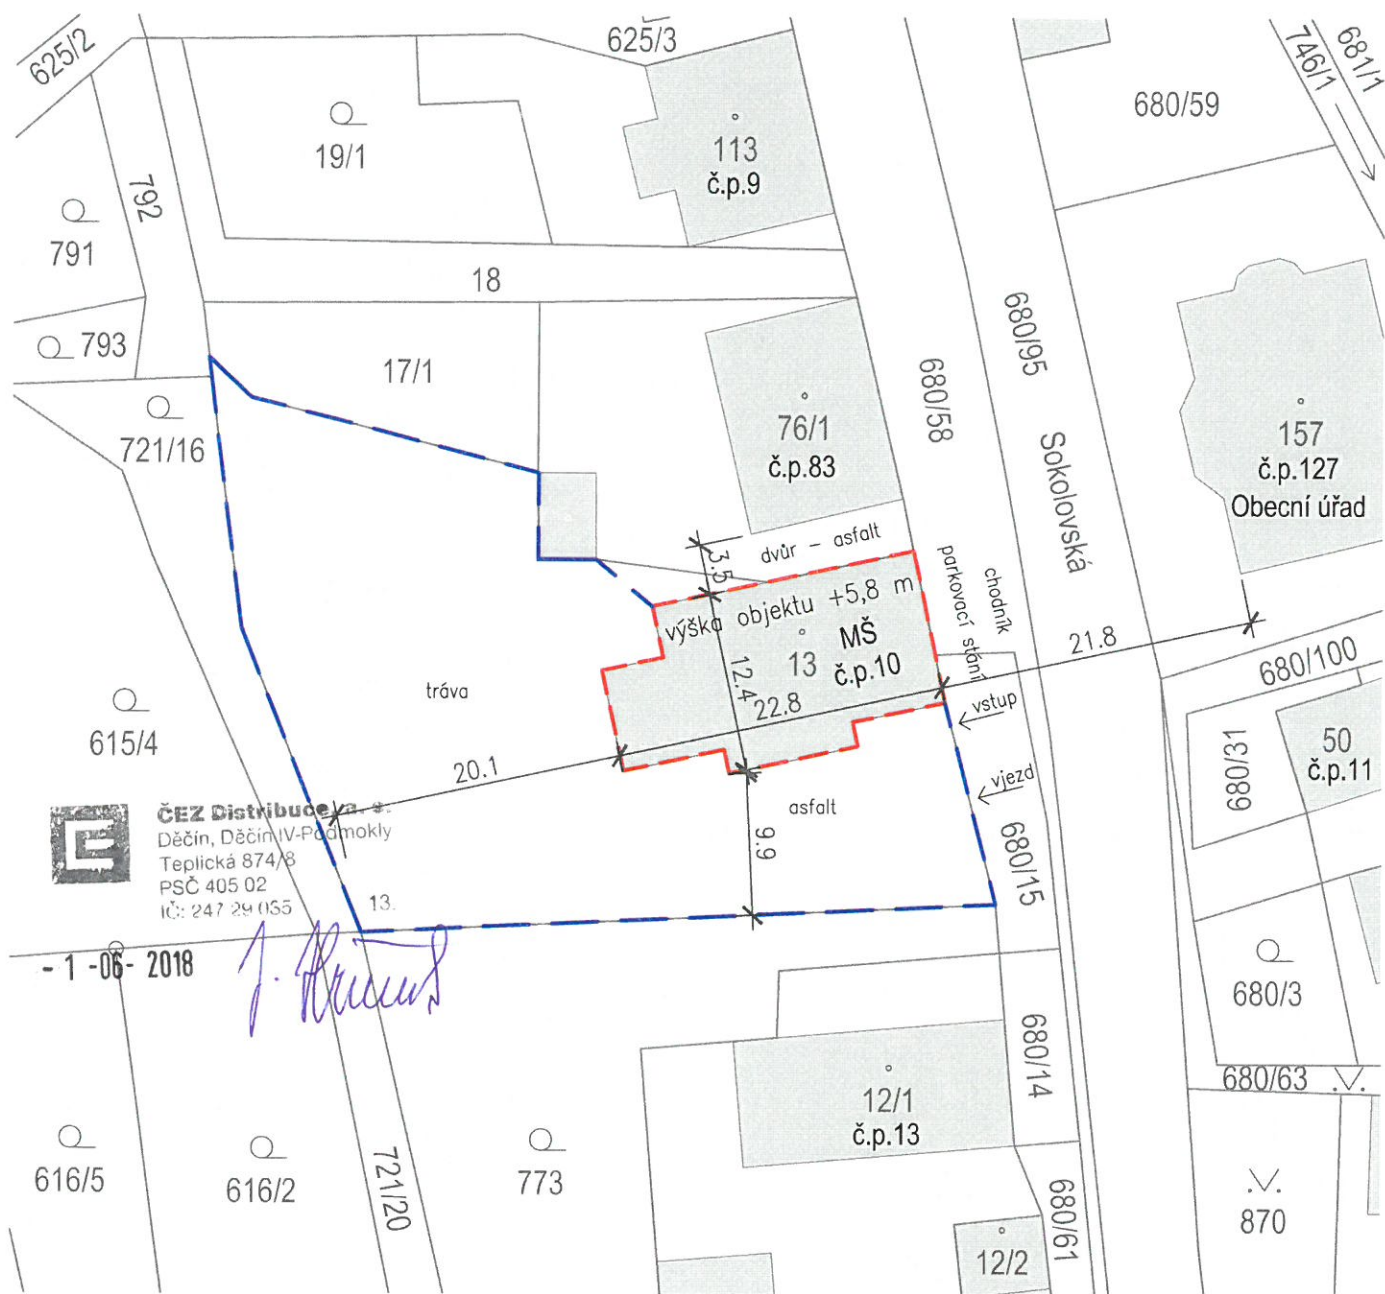 625/2
625/3
746/1
681/1
680/59
19/1
113
č.p.9
792
791
18
793
17/1
680/95
680/58
721/16
76/1
č.p.83
157
č.p.127
Obecní úřad
Sokolovská
dvůr – asfalt
3.5
parkovací stání
chodník
výška objektu +5,8 m
MŠ
13
č.p.10
12.4
22.8
21.8
680/100
tráva
vstup
615/4
20.1
680/31
50
č.p.11
vjezd
asfalt
9.9
680/15
ČEZ Distribuce, a. s.
Děčín, Děčín IV-Podmokly
Teplická 874/8
PSČ 405 02
IČ: 247 29 035
13.
- 1 -06- 2018
680/3
680/14
680/63
12/1
č.p.13
616/5
616/2
721/20
773
680/61
870
12/2